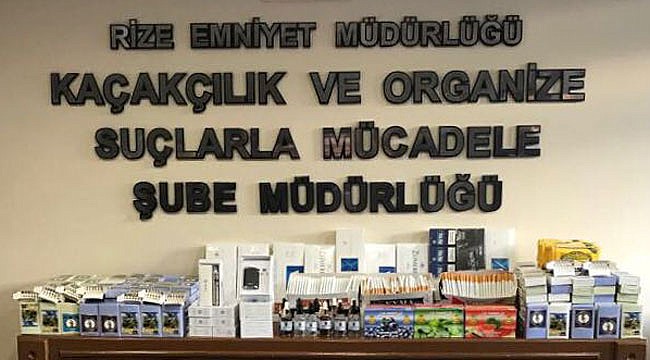 RİZE EMNİYET MÜDÜRLÜĞÜ
KAÇAKÇILIK VE ORGANİZE
SUÇLARLA MÜCADELE
ŞUBE MÜDÜRLÜĞÜ